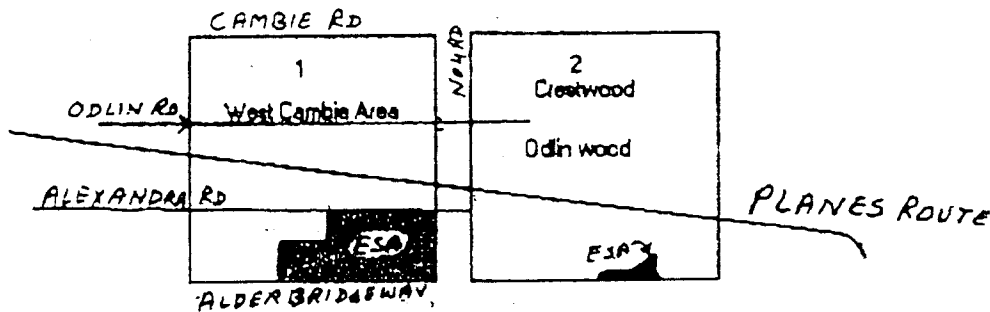 CAMBIE RD
NO 4 RD
1
2
Crestwood
ODLIN RD
West Cambie Area
Odlin wood
ALEXANDRA RD
PLANES ROUTE
ESA
ESA
ALDERBRIDGEWAY